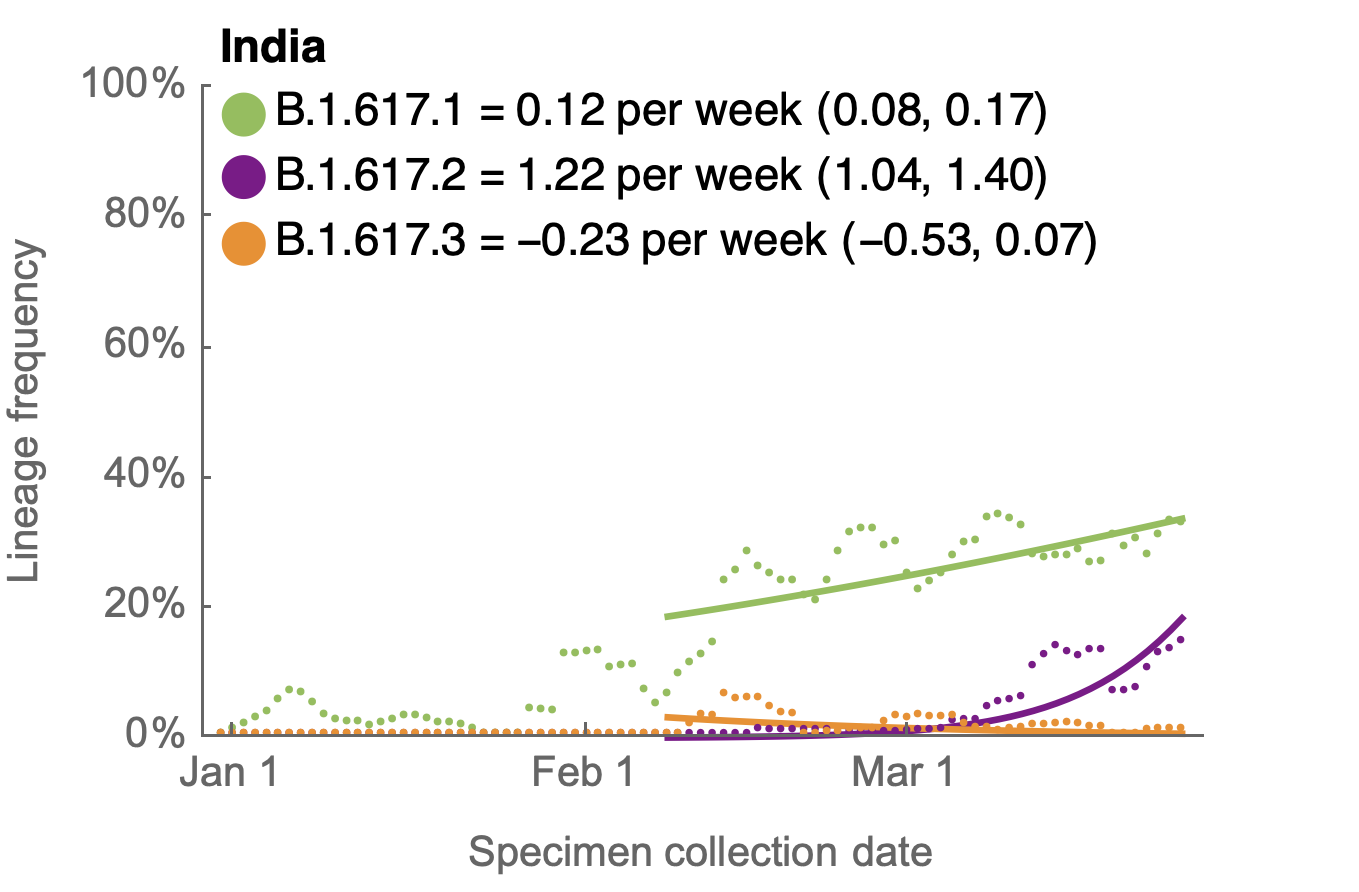 India
100%
B.1.617.1 = 0.12 per week (0.08, 0.17)
B.1.617.2 = 1.22 per week (1.04, 1.40)
80%
B.1.617.3 = −0.23 per week (−0.53, 0.07)
60%
40%
20%
0%
Lineage frequency
Jan 1 Feb 1 Mar 1
Specimen collection date